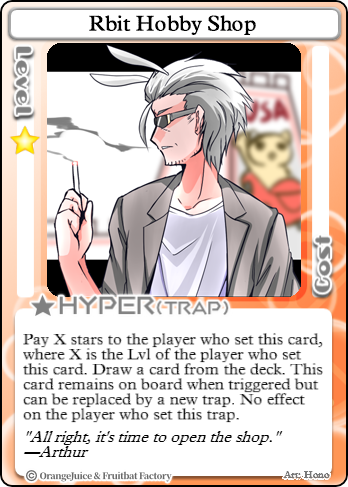 Rbit Hobby Shop
Level
USA
Cost
HYPER(TRAP)
Pay X stars to the player who set this card,
where X is the Lvl of the player who set
this card. Draw a card from the deck. This
card remains on board when triggered but
can be replaced by a new trap. No effect
on the player who set this trap.
"All right, it's time to open the shop."
—Arthur
© OrangeJuice & Fruitbat Factory
Art: Hono